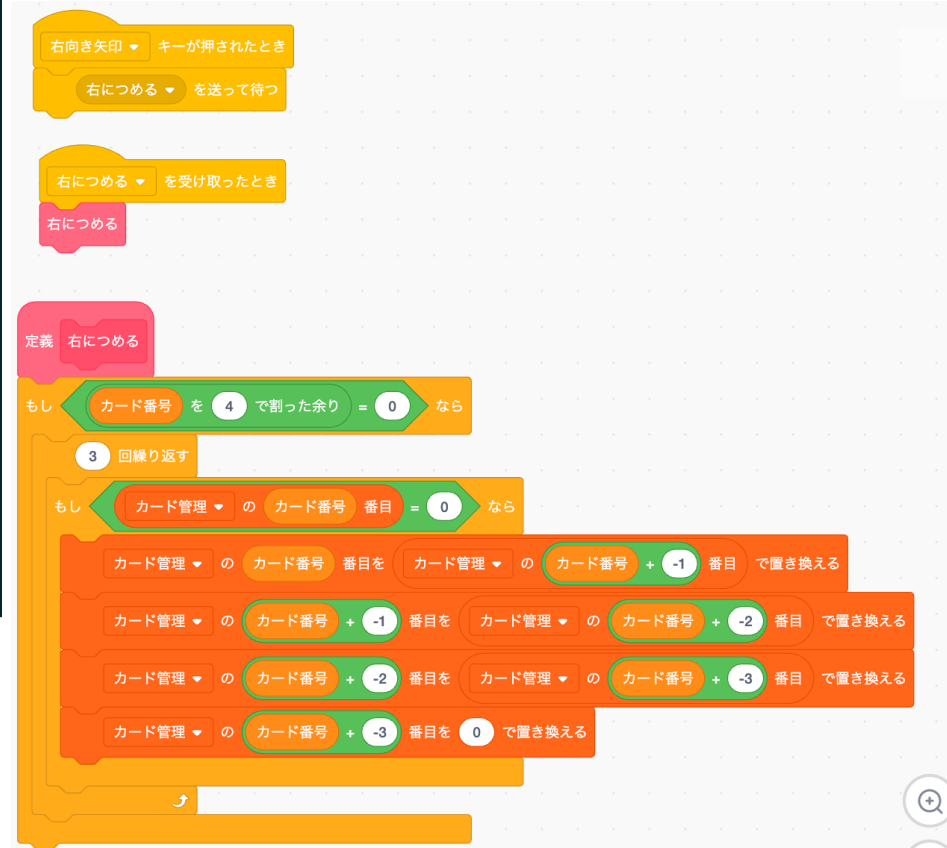 右向き矢印 キーが押されたとき
右につめる を送って待つ
右につめる を受け取ったとき
右につめる
定義 右につめる
もし カード番号 を 4 で割った余り = 0 なら
3 回繰り返す
もし カード管理 の カード番号 番目 = 0 なら
カード管理 の カード番号 番目を カード管理 の カード番号 + -1 番目 で置き換える
カード管理 の カード番号 + -1 番目を カード管理 の カード番号 + -2 番目 で置き換える
カード管理 の カード番号 + -2 番目を カード管理 の カード番号 + -3 番目 で置き換える
カード管理 の カード番号 + -3 番目を 0 で置き換える